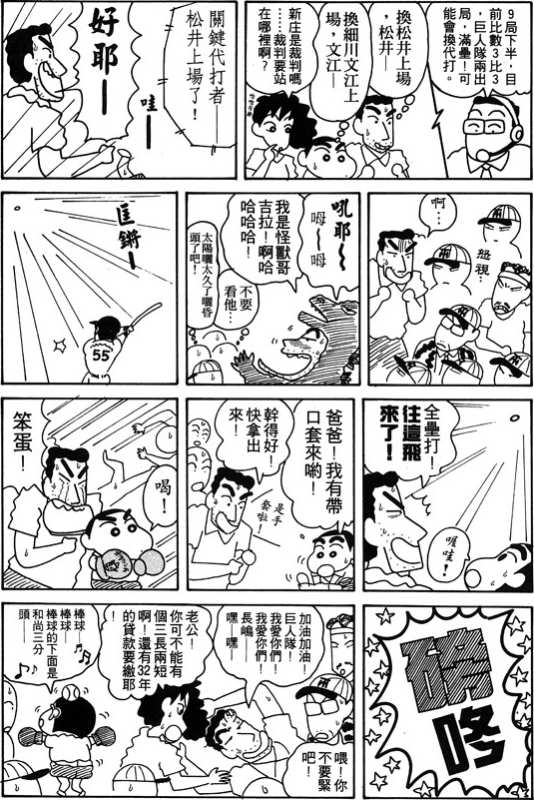 9局下半，目
前比數3比3
，巨人隊兩出
局，滿壘！可
能會換代打。
換松井上場
，松井——
換細川文江上
場，文江——
新庄是裁判嗎
……裁判要站
在哪裡啊？
關鍵代打者——
松井上場了！
哇——
好耶——
啊…
扭視…
吼耶～
呣～呣
我是怪獸哥
吉拉！啊哈
哈哈哈！
不要
看他…
太陽曬太久了曬昏
頭了吧！
匡鏘——
55
全壘打！
往這飛
來了！
喔哇！
爸爸！我有帶
口套來喲！
幹得好！
快拿出
來！
是手
套啦！
喝！
笨蛋！
磅咚
喂！你
不要緊
吧！
加油加油！
巨人隊！
我愛你們！
我愛你們！
長嶋——
嘿嘿——
老公！
你可不能有
個三長兩短
啊！還有32年
的貸款要繳耶
！
棒球——
棒球——
棒球的下面是
和尚三分
頭——